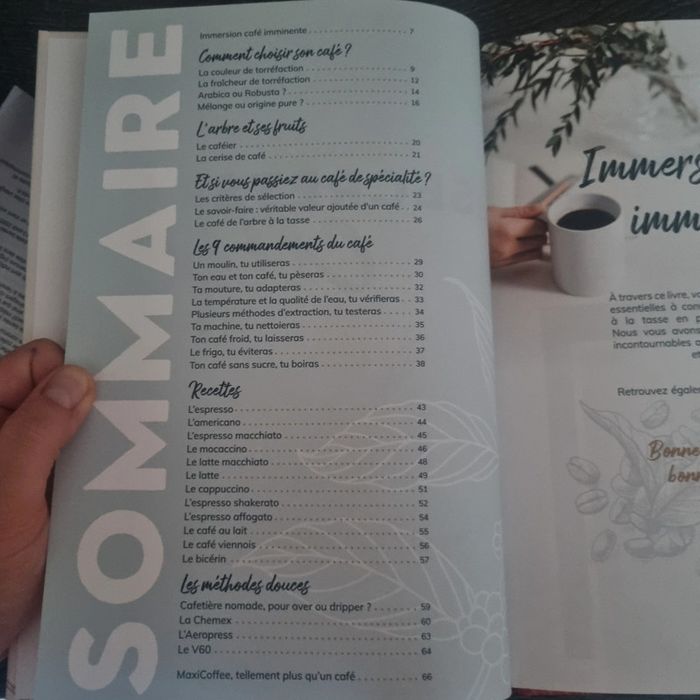 SOMMAIRE
Immersion café imminente 7
Comment choisir son café ?
La couleur de torréfaction 9
La fraîcheur de torréfaction 12
Arabica ou Robusta ? 14
Mélange ou origine pure ? 16
L'arbre et ses fruits
Le caféier 20
La cerise de café 21
Et si vous passiez au café de spécialité ?
Les critères de sélection 23
Le savoir-faire : véritable valeur ajoutée d'un café 24
Le café de l'arbre à la tasse 26
Les 9 commandements du café
Un moulin, tu utiliseras 29
Ton eau et ton café, tu pèseras 30
Ta mouture, tu adapteras 32
La température et la qualité de l'eau, tu vérifieras 33
Plusieurs méthodes d'extraction, tu testeras 34
Ta machine, tu nettoieras 35
Ton café froid, tu laisseras 36
Le frigo, tu éviteras 37
Ton café sans sucre, tu boiras 38
Recettes
L'espresso 43
L'americano 44
L'espresso macchiato 45
Le mocaccino 46
Le latte macchiato 48
Le latte 49
Le cappuccino 51
L'espresso shakerato 52
L'espresso affogato 54
Le café au lait 55
Le café viennois 56
Le bicérin 57
Les méthodes douces
Cafetière nomade, pour over ou dripper ? 59
La Chemex 60
L'Aeropress 63
Le V60 64
MaxiCoffee, tellement plus qu'un café 66
Immers
imm
À travers ce livre, v
essentielles à con
à la tasse en p
Nous vous avons
incontournables
Retrouvez égale
Bonne
bonn